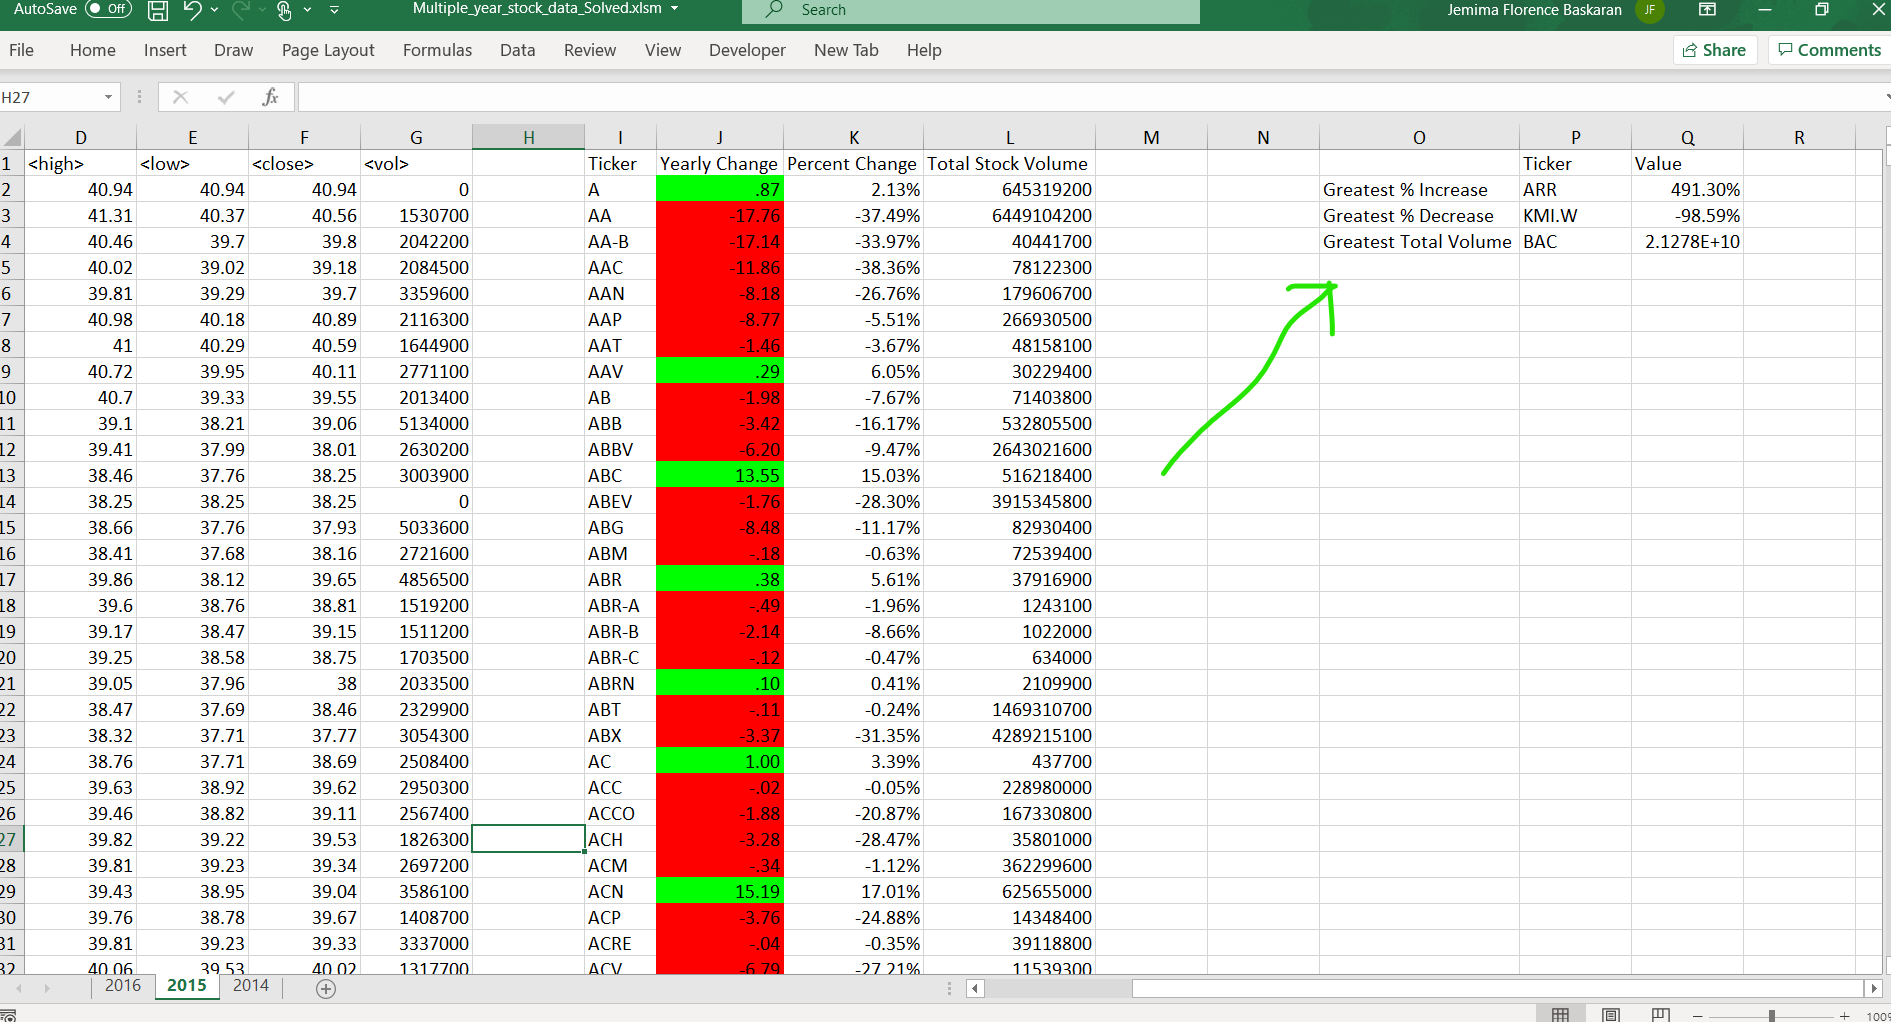 AutoSave Off Multiple_year_stock_data_Solved.xlsm Search Jemima Florence Baskaran JF
File Home Insert Draw Page Layout Formulas Data Review View Developer New Tab Help Share Comments
H27 fx
D E F G H I J K L M N O P Q R
1 <high> <low> <close> <vol> Ticker Yearly Change Percent Change Total Stock Volume Ticker Value
2 40.94 40.94 40.94 0 A .87 2.13% 645319200 Greatest % Increase ARR 491.30%
3 41.31 40.37 40.56 1530700 AA -17.76 -37.49% 6449104200 Greatest % Decrease KMI.W -98.59%
4 40.46 39.7 39.8 2042200 AA-B -17.14 -33.97% 40441700 Greatest Total Volume BAC 2.1278E+10
5 40.02 39.02 39.18 2084500 AAC -11.86 -38.36% 78122300
6 39.81 39.29 39.7 3359600 AAN -8.18 -26.76% 179606700
7 40.98 40.18 40.89 2116300 AAP -8.77 -5.51% 266930500
8 41 40.29 40.59 1644900 AAT -1.46 -3.67% 48158100
9 40.72 39.95 40.11 2771100 AAV .29 6.05% 30229400
10 40.7 39.33 39.55 2013400 AB -1.98 -7.67% 71403800
11 39.1 38.21 39.06 5134000 ABB -3.42 -16.17% 532805500
12 39.41 37.99 38.01 2630200 ABBV -6.20 -9.47% 2643021600
13 38.46 37.76 38.25 3003900 ABC 13.55 15.03% 516218400
14 38.25 38.25 38.25 0 ABEV -1.76 -28.30% 3915345800
15 38.66 37.76 37.93 5033600 ABG -8.48 -11.17% 82930400
16 38.41 37.68 38.16 2721600 ABM -.18 -0.63% 72539400
17 39.86 38.12 39.65 4856500 ABR .38 5.61% 37916900
18 39.6 38.76 38.81 1519200 ABR-A -.49 -1.96% 1243100
19 39.17 38.47 39.15 1511200 ABR-B -2.14 -8.66% 1022000
20 39.25 38.58 38.75 1703500 ABR-C -.12 -0.47% 634000
21 39.05 37.96 38 2033500 ABRN .10 0.41% 2109900
22 38.47 37.69 38.46 2329900 ABT -.11 -0.24% 1469310700
23 38.32 37.71 37.77 3054300 ABX -3.37 -31.35% 4289215100
24 38.76 37.71 38.69 2508400 AC 1.00 3.39% 437700
25 39.63 38.92 39.62 2950300 ACC -.02 -0.05% 228980000
26 39.46 38.82 39.11 2567400 ACCO -1.88 -20.87% 167330800
27 39.82 39.22 39.53 1826300 ACH -3.28 -28.47% 35801000
28 39.81 39.23 39.34 2697200 ACM -.34 -1.12% 362299600
29 39.43 38.95 39.04 3586100 ACN 15.19 17.01% 625655000
30 39.76 38.78 39.67 1408700 ACP -3.76 -24.88% 14348400
31 39.81 39.23 39.33 3337000 ACRE -.04 -0.35% 39118800
32 40.06 39.53 40.02 1317700 ACV -6.79 -27.21% 11539300
2016 2015 2014
100%